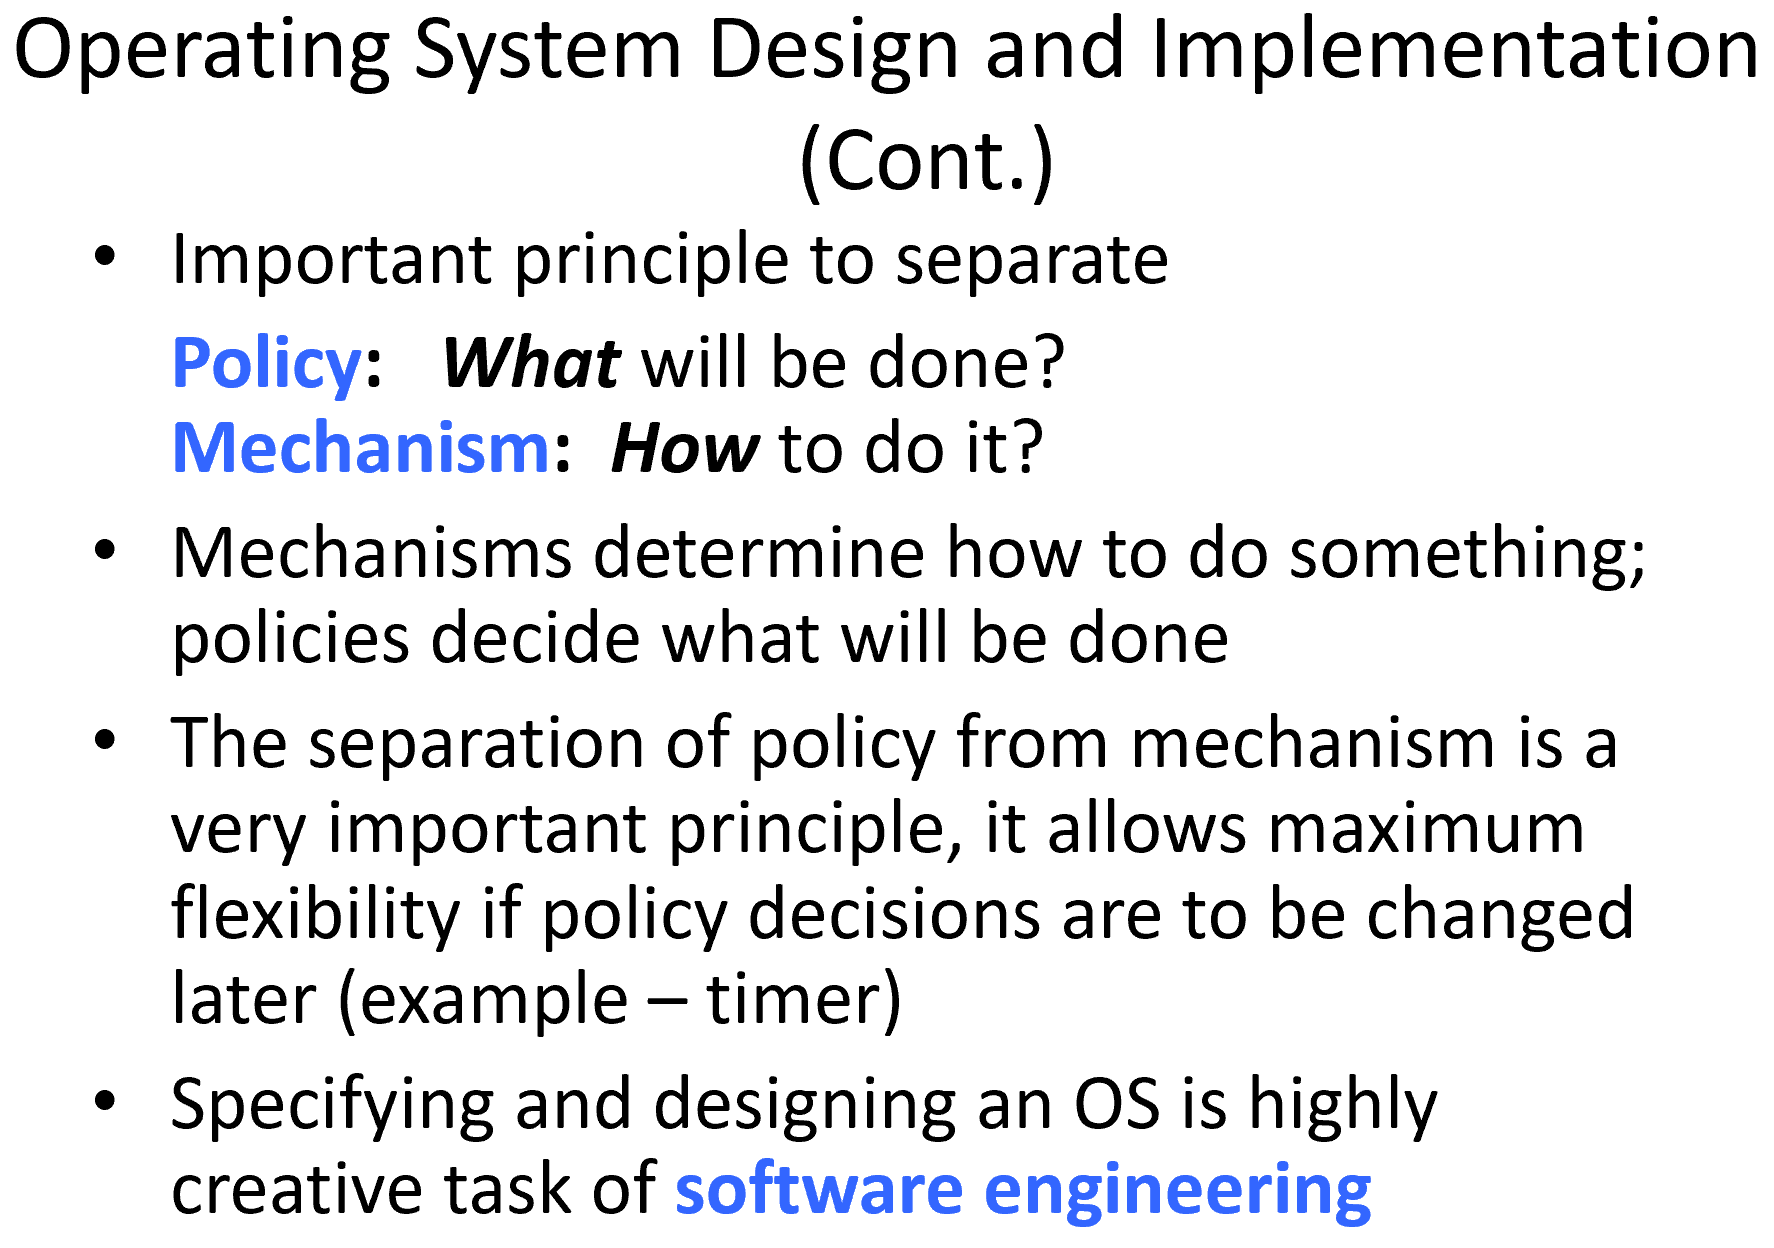 Operating System Design and Implementation
(Cont.)
• Important principle to separate
Policy: What will be done?
Mechanism: How to do it?
• Mechanisms determine how to do something;
policies decide what will be done
• The separation of policy from mechanism is a
very important principle, it allows maximum
flexibility if policy decisions are to be changed
later (example – timer)
• Specifying and designing an OS is highly
creative task of software engineering